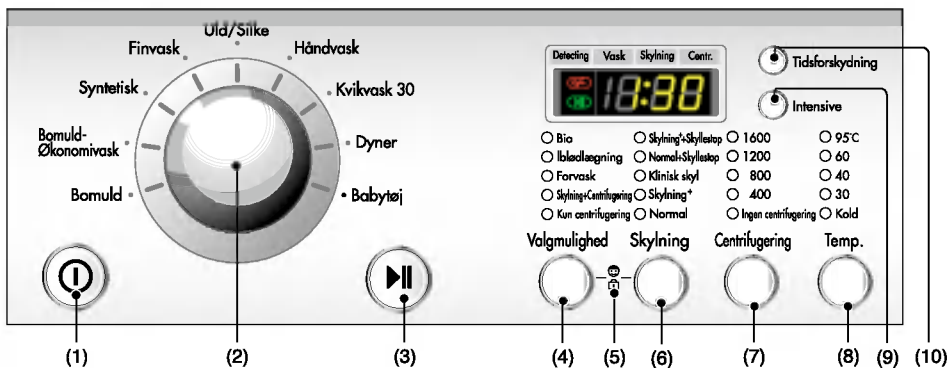 Uld/Silke
Finvask
Håndvask
Syntetisk
Kvikvask 30
Bomuld-
Økonomivask
Dyner
Bomuld
Babytøj
Detecting Vask Skylning Centr.
18:30
Tidsforskydning
Intensive
Bio Skylning+Skyllestop 1600 95°C
Iblødlægning Normal+Skyllestop 1200 60
Forvask Klinisk skyl 800 40
Skylning+Centrifugering Skylning+ 400 30
Kun centrifugering Normal Ingen centrifugering Kold
Valgmulighed Skylning Centrifugering Temp.
(1) (2) (3) (4) (5) (6) (7) (8) (9) (10)